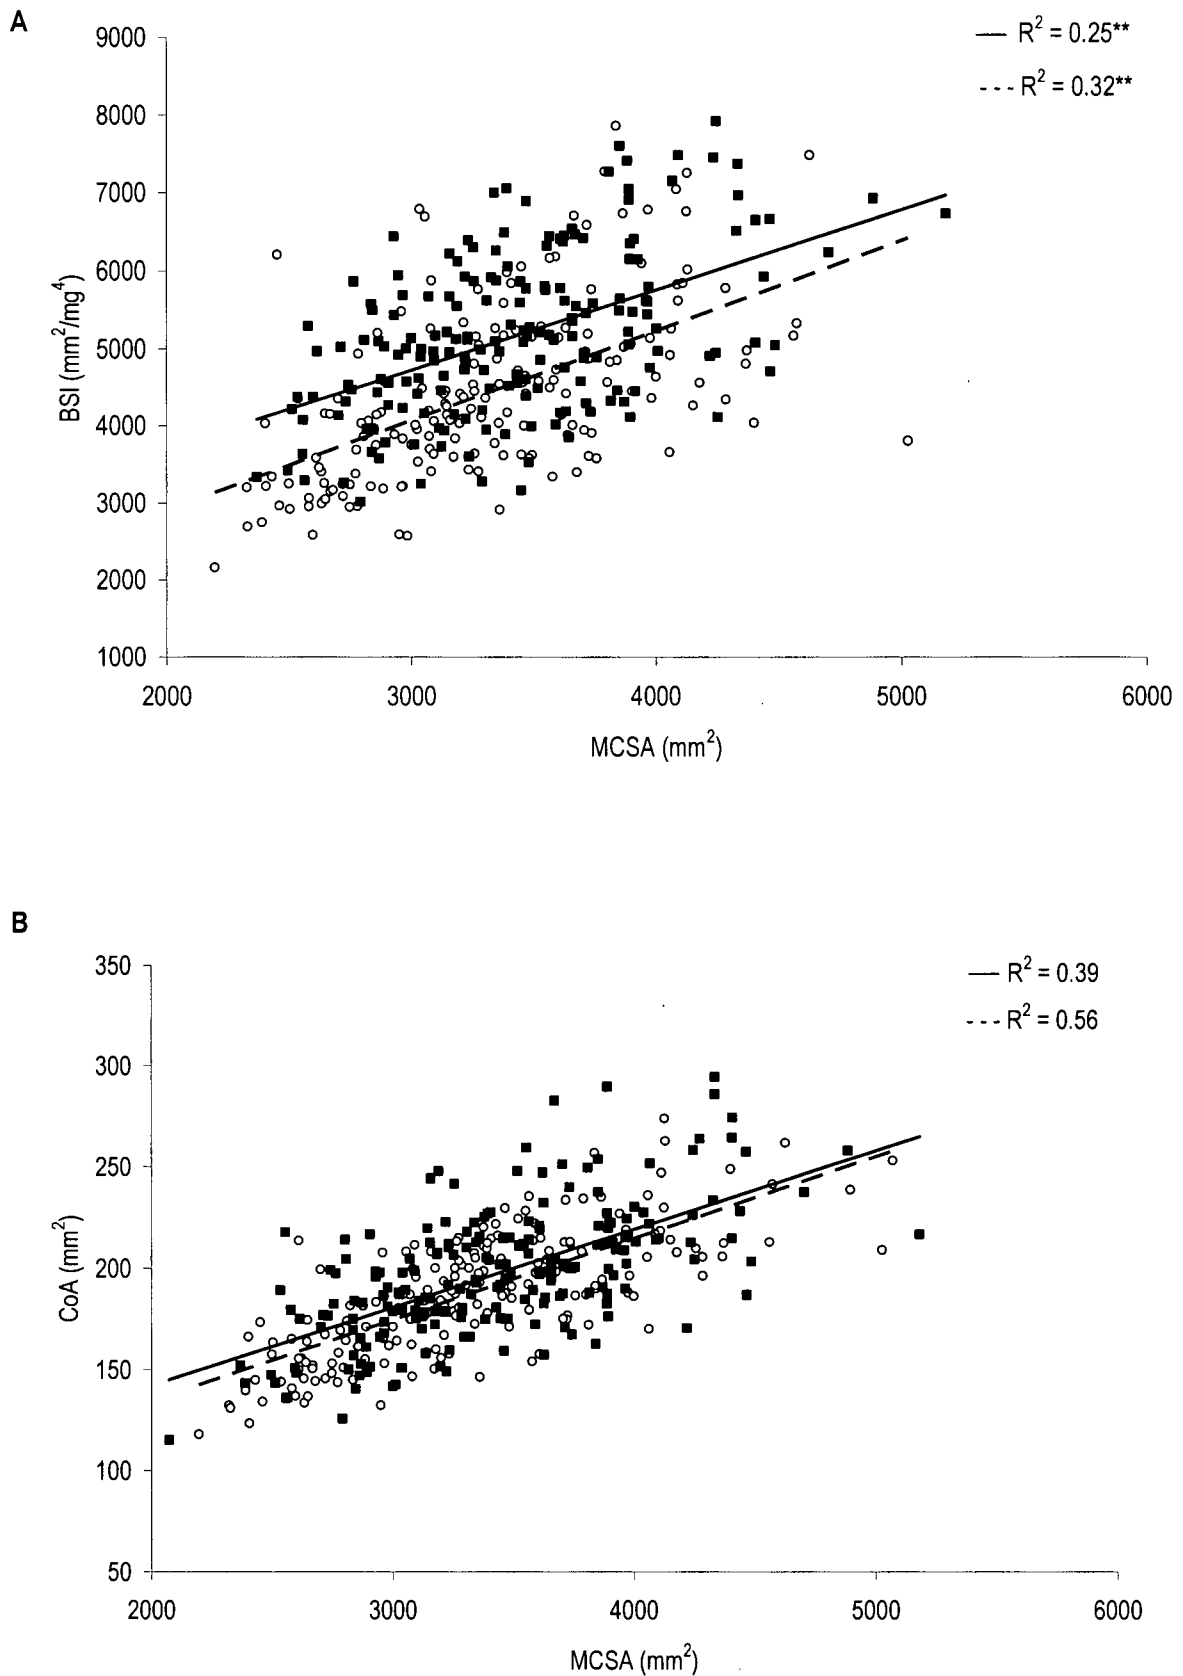 A
9000
8000
7000
6000
5000
4000
3000
2000
1000
BSI (mm²/mg⁴)
R² = 0.25**
R² = 0.32**
2000 3000 4000 5000 6000
MCSA (mm²)
B
350
300
250
200
150
100
50
CoA (mm²)
R² = 0.39
R² = 0.56
2000 3000 4000 5000 6000
MCSA (mm²)